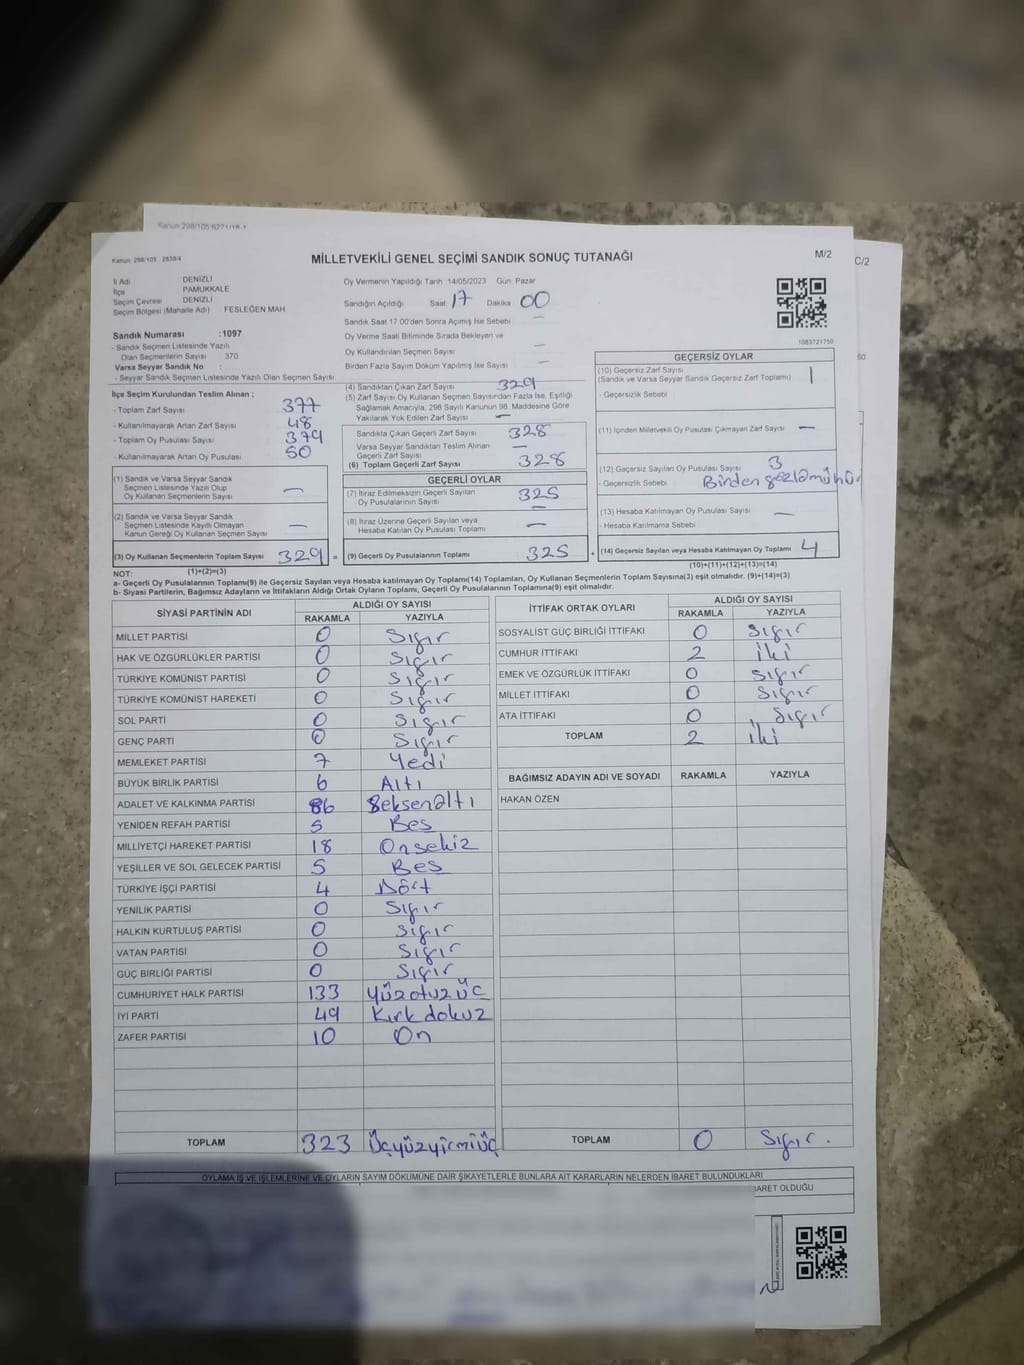 Kanun 298/105 6271/18-1
C/2
Kanun: 298/105 2839/4
MİLLETVEKİLİ GENEL SEÇİMİ SANDIK SONUÇ TUTANAĞI
M/2
İl Adı DENİZLİ
İlçe PAMUKKALE
Seçim Çevresi DENİZLİ
Seçim Bölgesi (Mahalle Adı) FESLEĞEN MAH
Oy Vermenin Yapıldığı Tarih 14/05/2023 Gün. Pazar
Sandığın Açıldığı Saat 17 Dakika 00
Sandık Saat 17.00'den Sonra Açılmış İse Sebebi —
Oy Verme Saati Bitiminde Sırada Bekleyen ve
Oy Kullandırılan Seçmen Sayısı —
Birden Fazla Sayım Döküm Yapılmış İse Sayısı —
1083721750
Sandık Numarası : 1097
- Sandık Seçmen Listesinde Yazılı
Olan Seçmenlerin Sayısı 370
Varsa Seyyar Sandık No :
- Seyyar Sandık Seçmen Listesinde Yazılı Olan Seçmen Sayısı
İlçe Seçim Kurulundan Teslim Alınan ;
- Toplam Zarf Sayısı 377
- Kullanılmayarak Artan Zarf Sayısı 48
- Toplam Oy Pusulası Sayısı 379
- Kullanılmayarak Artan Oy Pusulası 50
(1) Sandık ve Varsa Seyyar Sandık
Seçmen Listesinde Yazılı Olup
Oy Kullanan Seçmenlerin Sayısı —
(2) Sandık ve Varsa Seyyar Sandık
Seçmen Listesinde Kayıtlı Olmayan
Kanun Gereği Oy Kullanan Seçmen Sayısı —
(3) Oy Kullanan Seçmenlerin Toplam Sayısı 329
(1)+(2)=(3)
(4) Sandıktan Çıkan Zarf Sayısı 329
(5) Zarf Sayısı Oy Kullanan Seçmen Sayısından Fazla İse, Eşitliği
Sağlamak Amacıyla; 298 Sayılı Kanunun 98. Maddesine Göre
Yakılarak Yok Edilen Zarf Sayısı —
Sandıkta Çıkan Geçerli Zarf Sayısı 328
Varsa Seyyar Sandıktan Teslim Alınan
Geçerli Zarf Sayısı —
(6) Toplam Geçerli Zarf Sayısı 328
GEÇERLİ OYLAR
(7) İtiraz Edilmeksizin Geçerli Sayılan
Oy Pusulalarının Sayısı 325
(8) İtiraz Üzerine Geçerli Sayılan veya
Hesaba Katılan Oy Pusulası Toplamı —
= (9) Geçerli Oy Pusulalarının Toplamı 325
GEÇERSİZ OYLAR
(10) Geçersiz Zarf Sayısı
(Sandık ve Varsa Seyyar Sandık Geçersiz Zarf Toplamı) 1
- Geçersizlik Sebebi
(11) İçinden Milletvekili Oy Pusulası Çıkmayan Zarf Sayısı —
(12) Geçersiz Sayılan Oy Pusulası Sayısı 3
- Geçersizlik Sebebi Birden fazla mühür
(13) Hesaba Katılmayan Oy Pusulası Sayısı —
- Hesaba Katılmama Sebebi
+ (14) Geçersiz Sayılan veya Hesaba Katılmayan Oy Toplamı 4
(10)+(11)+(12)+(13)=(14)
50
NOT:
a- Geçerli Oy Pusulalarının Toplamı(9) ile Geçersiz Sayılan veya Hesaba katılmayan Oy Toplamı(14) Toplamları, Oy Kullanan Seçmenlerin Toplam Sayısına(3) eşit olmalıdır. (9)+(14)=(3)
b- Siyasi Partilerin, Bağımsız Adayların ve İttifakların Aldığı Ortak Oyların Toplamı, Geçerli Oy Pusulalarının Toplamına(9) eşit olmalıdır.
SİYASİ PARTİNİN ADI ALDIĞI OY SAYISI
RAKAMLA YAZIYLA
MİLLET PARTİSİ 0 Sıfır
HAK VE ÖZGÜRLÜKLER PARTİSİ 0 Sıfır
TÜRKİYE KOMÜNİST PARTİSİ 0 Sıfır
TÜRKİYE KOMÜNİST HAREKETİ 0 Sıfır
SOL PARTİ 0 Sıfır
GENÇ PARTİ 0 Sıfır
MEMLEKET PARTİSİ 7 Yedi
BÜYÜK BİRLİK PARTİSİ 6 Altı
ADALET VE KALKINMA PARTİSİ 86 Seksenaltı
YENİDEN REFAH PARTİSİ 5 Bes
MİLLİYETÇİ HAREKET PARTİSİ 18 Onsekiz
YEŞİLLER VE SOL GELECEK PARTİSİ 5 Bes
TÜRKİYE İŞÇİ PARTİSİ 4 Dört
YENİLİK PARTİSİ 0 Sıfır
HALKIN KURTULUŞ PARTİSİ 0 Sıfır
VATAN PARTİSİ 0 Sıfır
GÜÇ BİRLİĞİ PARTİSİ 0 Sıfır
CUMHURİYET HALK PARTİSİ 133 Yüzotuzüç
İYİ PARTİ 49 Kırkdokuz
ZAFER PARTİSİ 10 On
TOPLAM 323 Üçyüzyirmiüç
İTTİFAK ORTAK OYLARI ALDIĞI OY SAYISI
RAKAMLA YAZIYLA
SOSYALİST GÜÇ BİRLİĞİ İTTİFAKI 0 Sıfır
CUMHUR İTTİFAKI 2 iki
EMEK VE ÖZGÜRLÜK İTTİFAKI 0 Sıfır
MİLLET İTTİFAKI 0 Sıfır
ATA İTTİFAKI 0 Sıfır
TOPLAM 2 iki
BAĞIMSIZ ADAYIN ADI VE SOYADI RAKAMLA YAZIYLA
HAKAN ÖZEN
TOPLAM 0 Sıfır.
OYLAMA İŞ VE İŞLEMLERİNE VE OYLARIN SAYIM DÖKÜMÜNE DAİR ŞİKAYETLERLE BUNLARA AİT KARARLARIN NELERDEN İBARET BULUNDUKLARI
BARET OLDUĞU